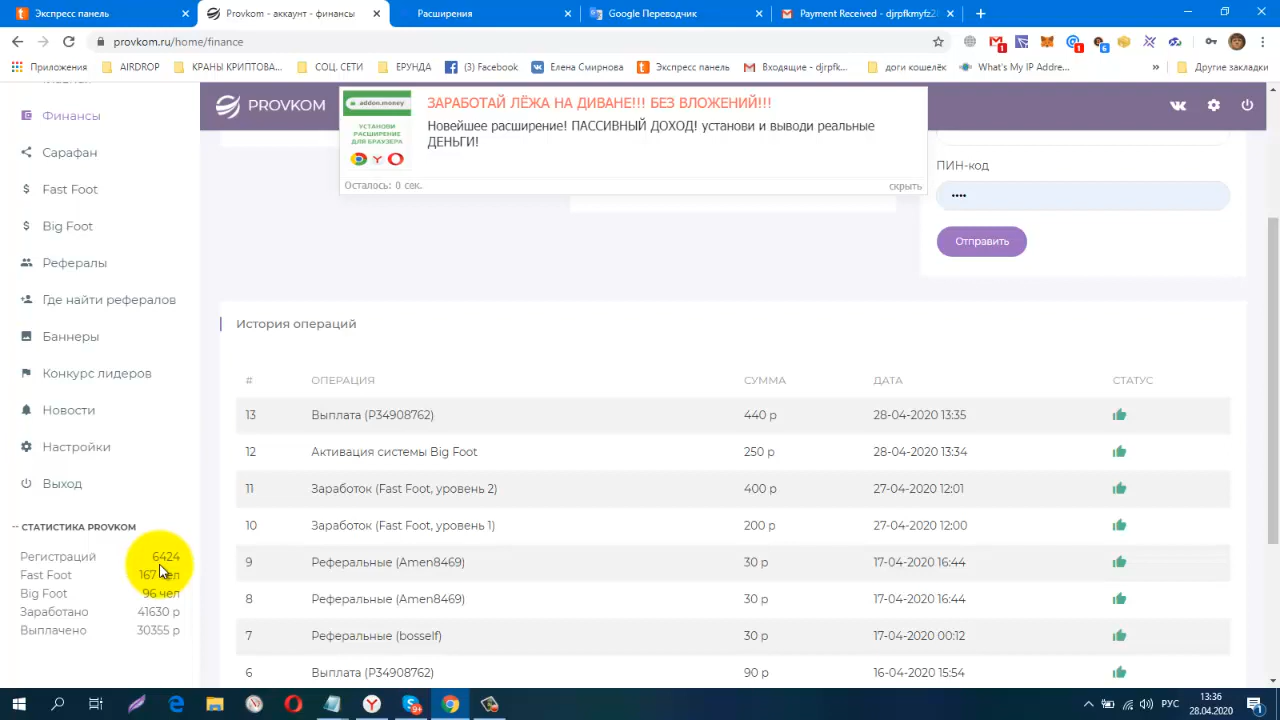 Экспресс панель
Provkom - аккаунт - финансы
Расширения
Google Переводчик
Payment Received - djrpfkmyfz2
provkom.ru/home/finance
Приложения
AIRDROP
КРАНЫ КРИПТОВА...
СОЦ. СЕТИ
ЕРУНДА
(3) Facebook
Елена Смирнова
Экспресс панель
Входящие - djrpfk...
доги кошелёк
What's My IP Addre...
»
Другие закладки
PROVKOM
addon.money
УСТАНОВИ
РАСШИРЕНИЕ
ДЛЯ БРАУЗЕРА
ЗАРАБОТАЙ ЛЁЖА НА ДИВАНЕ!!! БЕЗ ВЛОЖЕНИЙ!!!
Новейшее расширение! ПАССИВНЫЙ ДОХОД! установи и выводи реальные
ДЕНЬГИ!
Осталось: 0 сек.
скрыть
Финансы
Сарафан
Fast Foot
Big Foot
Рефералы
Где найти рефералов
Баннеры
Конкурс лидеров
Новости
Настройки
Выход
-- СТАТИСТИКА PROVKOM
Регистраций 6424
Fast Foot 167 чел
Big Foot 96 чел
Заработано 41630 р
Выплачено 30355 р
ПИН-код
••••
Отправить
История операций
# ОПЕРАЦИЯ СУММА ДАТА СТАТУС
13 Выплата (P34908762) 440 р 28-04-2020 13:35
12 Активация системы Big Foot 250 р 28-04-2020 13:34
11 Заработок (Fast Foot, уровень 2) 400 р 27-04-2020 12:01
10 Заработок (Fast Foot, уровень 1) 200 р 27-04-2020 12:00
9 Реферальные (Amen8469) 30 р 17-04-2020 16:44
8 Реферальные (Amen8469) 30 р 17-04-2020 16:44
7 Реферальные (bosself) 30 р 17-04-2020 00:12
6 Выплата (P34908762) 90 р 16-04-2020 15:54
РУС
13:36
28.04.2020